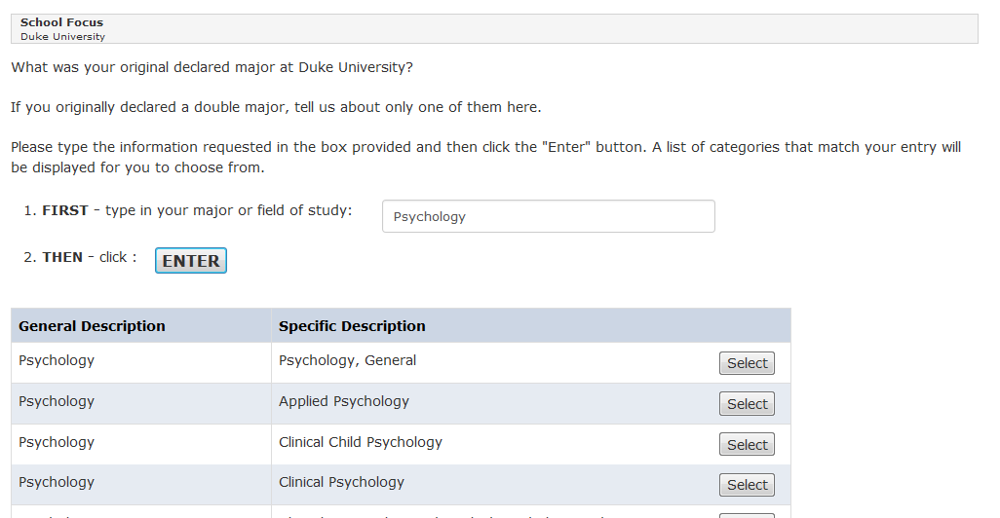 School Focus
Duke University
What was your original declared major at Duke University?
If you originally declared a double major, tell us about only one of them here.
Please type the information requested in the box provided and then click the "Enter" button. A list of categories that match your entry will
be displayed for you to choose from.
1. FIRST - type in your major or field of study: Psychology
2. THEN - click : ENTER
General Description Specific Description
Psychology Psychology, General Select
Psychology Applied Psychology Select
Psychology Clinical Child Psychology Select
Psychology Clinical Psychology Select